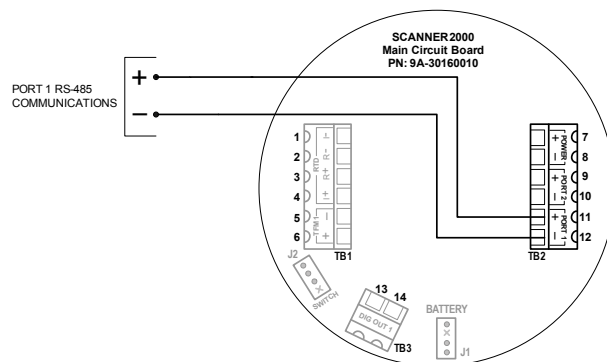 SCANNER2000
Main Circuit Board
PN: 9A-30160010
PORT 1 RS-485
COMMUNICATIONS
+
−
1
2
3
4
5
6
I-
R-
R+
I+
RTD
−
+
TFM 1
TB1
+
−
POWER
+
−
PORT 2
+
−
PORT 1
7
8
9
10
11
12
TB2
J2
X
SWITCH
13
14
DIG OUT 1
TB3
BATTERY
X
J1